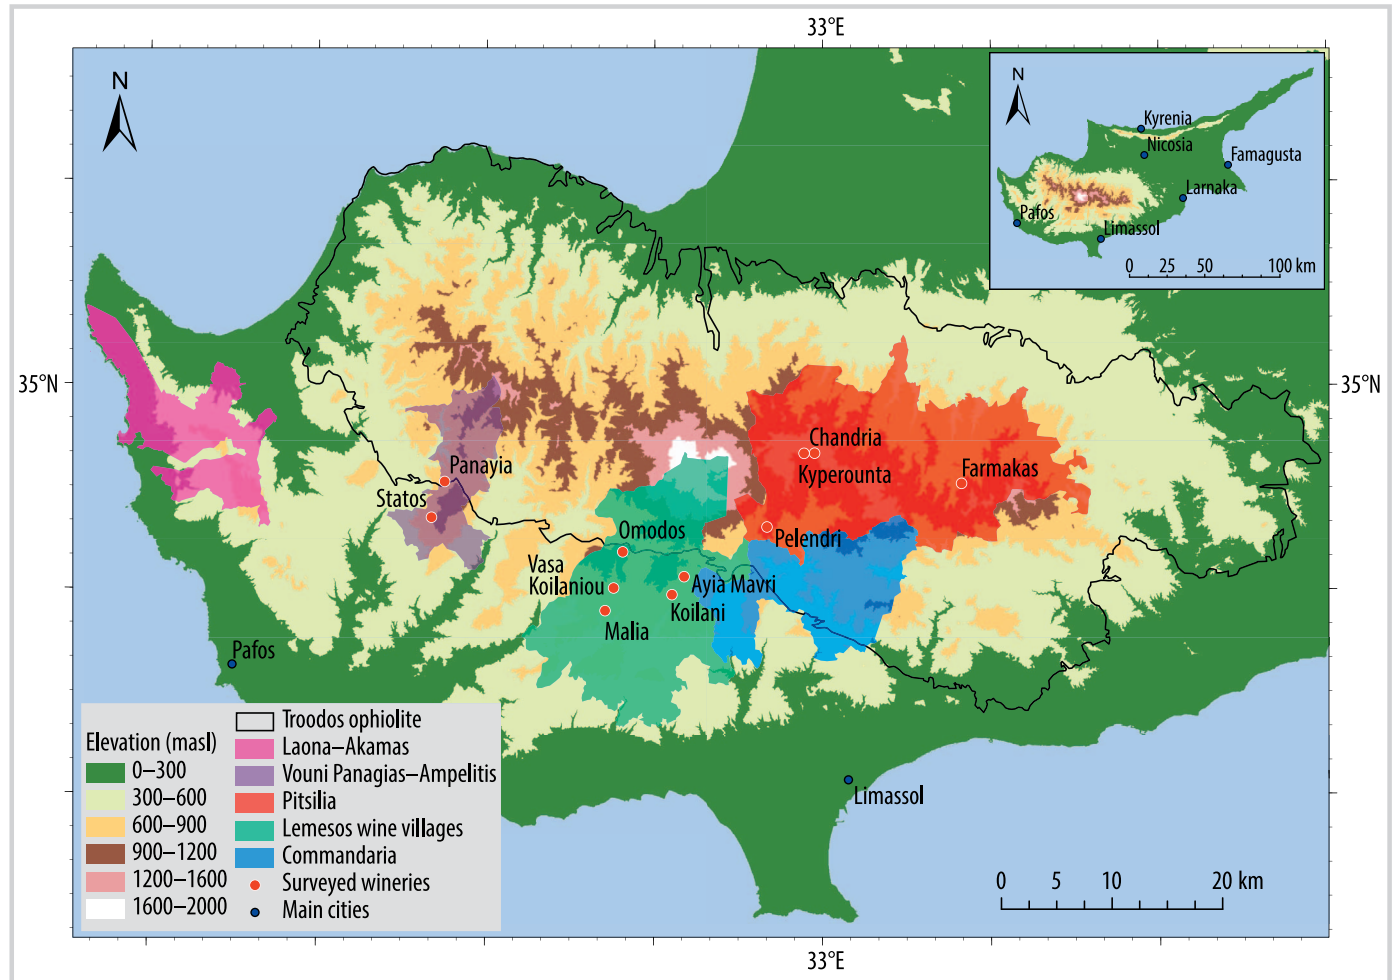 33°E
N
N
Kyrenia
Nicosia
Famagusta
Larnaka
Pafos
Limassol
0 25 50 100 km
35°N
35°N
Chandria
Kyperounta
Farmakas
Panayia
Statos
Omodos
Pelendri
Vasa
Koilaniou
Ayia Mavri
Koilani
Malia
Pafos
Limassol
Elevation (masl)
0–300
300–600
600–900
900–1200
1200–1600
1600–2000
Troodos ophiolite
Laona–Akamas
Vouni Panagias–Ampelitis
Pitsilia
Lemesos wine villages
Commandaria
Surveyed wineries
Main cities
0 5 10 20 km
33°E